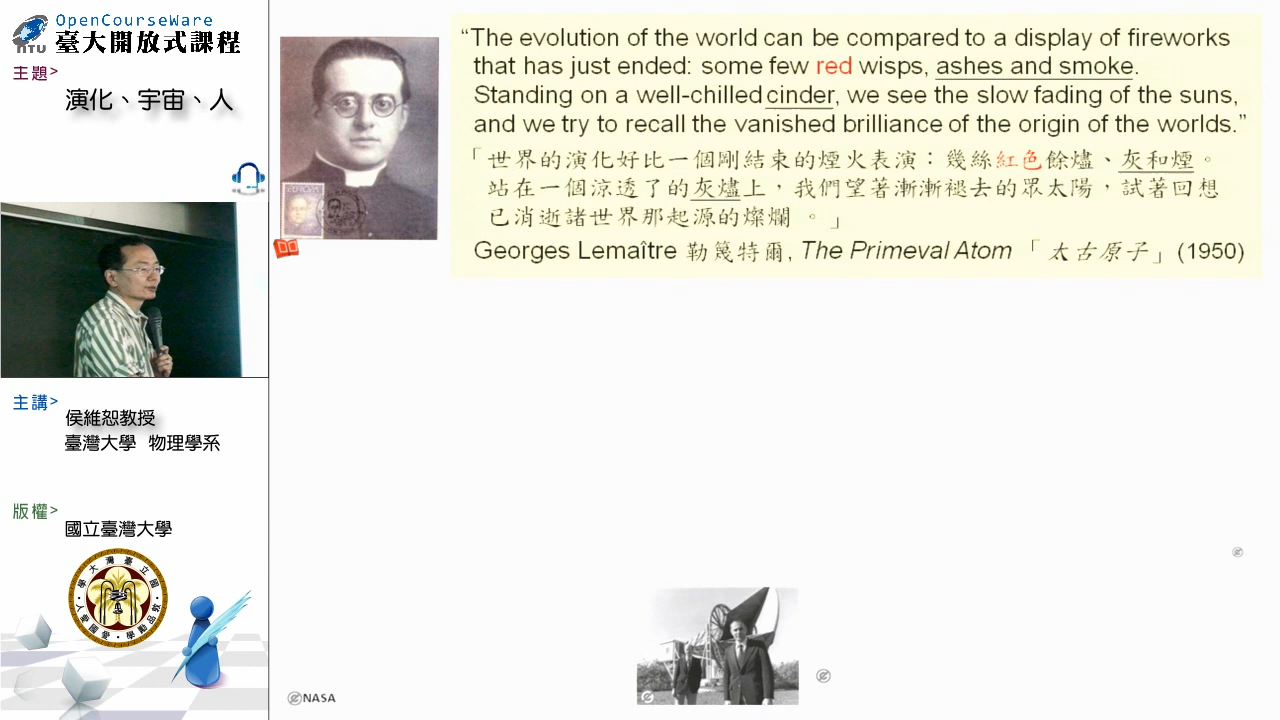 OpenCourseWare
NTU
臺大開放式課程
主題>
演化、宇宙、人
主講>
侯維恕教授
臺灣大學 物理學系
版權>
國立臺灣大學
“The evolution of the world can be compared to a display of fireworks
that has just ended: some few red wisps, ashes and smoke.
Standing on a well-chilled cinder, we see the slow fading of the suns,
and we try to recall the vanished brilliance of the origin of the worlds.”
「世界的演化好比一個剛結束的煙火表演：幾絲紅色餘燼、灰和煙。
站在一個涼透了的灰燼上，我們望著漸漸褪去的眾太陽，試著回想
已消逝諸世界那起源的燦爛 。」
Georges Lemaître 勒篾特爾, The Primeval Atom 「太古原子」(1950)
NASA